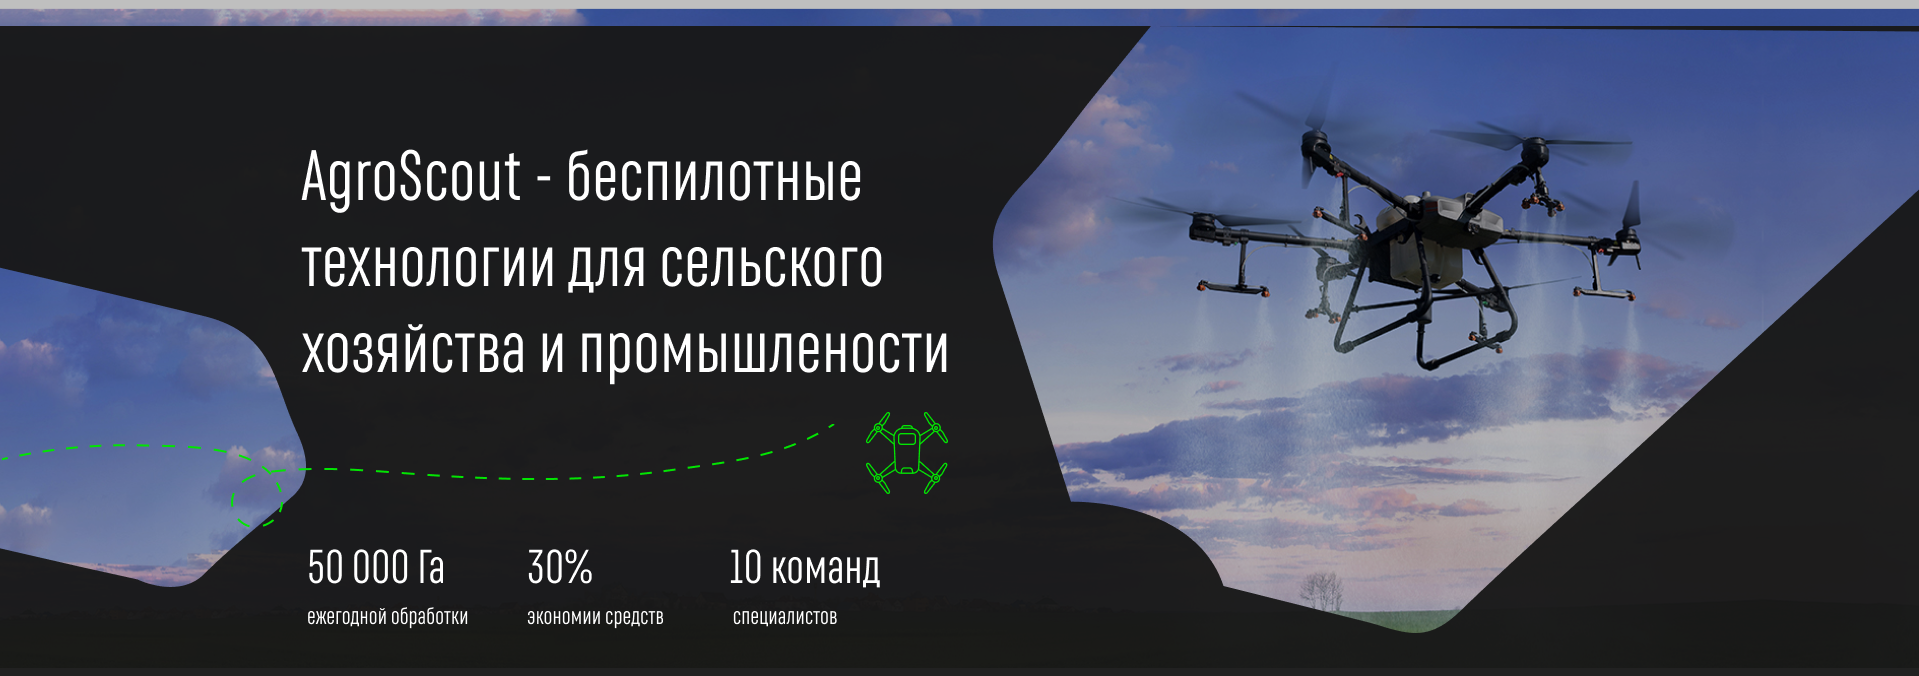 AgroScout - беспилотные
технологии для сельского
хозяйства и промышлености
50 000 Га
ежегодной обработки
30%
экономии средств
10 команд
специалистов